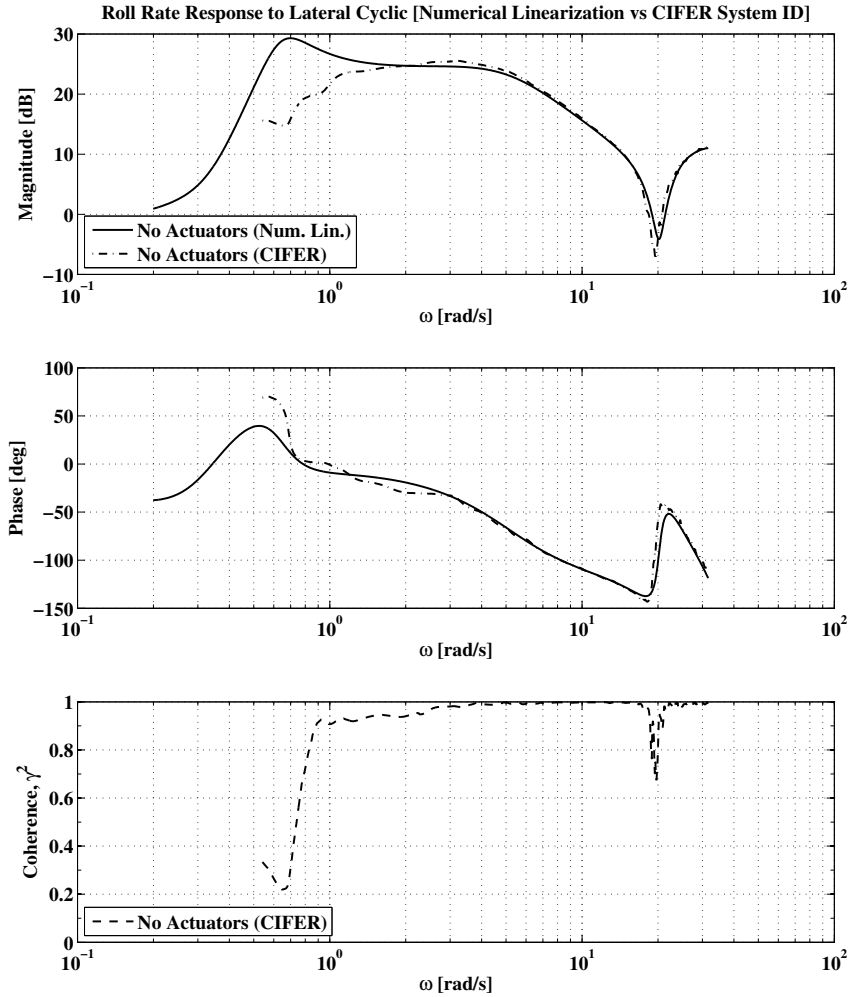 Roll Rate Response to Lateral Cyclic [Numerical Linearization vs CIFER System ID]
30
20
10
0
−10
Magnitude [dB]
No Actuators (Num. Lin.)
No Actuators (CIFER)
10⁻¹ 10⁰ 10¹ 10²
ω [rad/s]
100
50
0
−50
−100
−150
Phase [deg]
10⁻¹ 10⁰ 10¹ 10²
ω [rad/s]
1
0.8
0.6
0.4
0.2
0
Coherence, γ²
No Actuators (CIFER)
10⁻¹ 10⁰ 10¹ 10²
ω [rad/s]